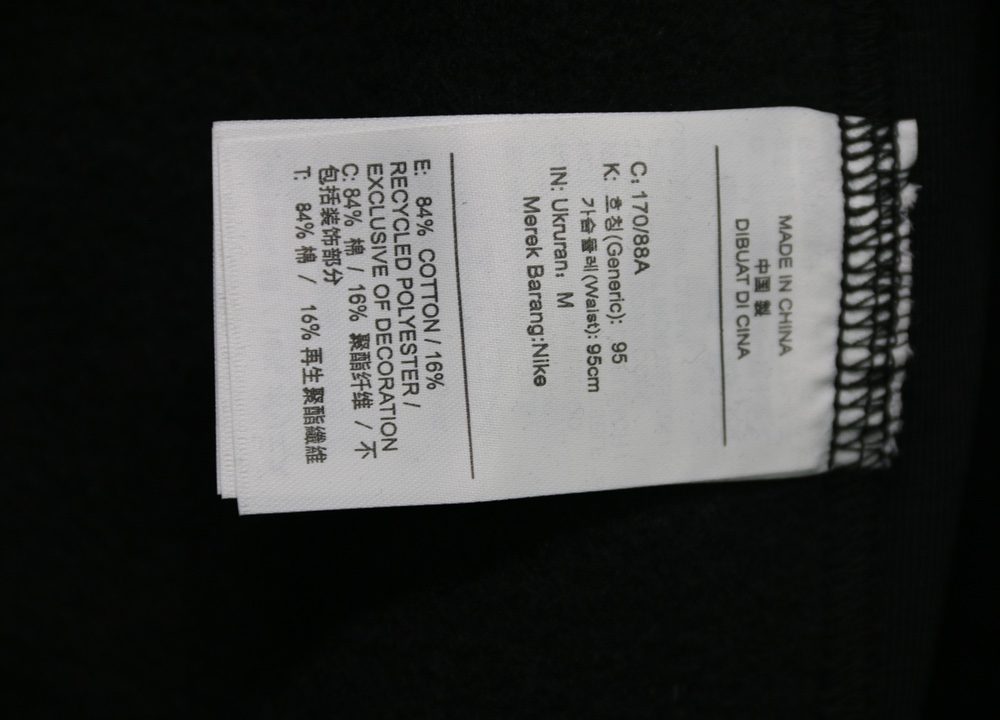 MADE IN CHINA
中国 製
DIBUAT DI CINA
C: 170/88A
K: 호칭(Generic): 95
가슴둘레(Waist): 95cm
IN: Ukruran: M
Merek Barang:Nike
E: 84% COTTON / 16%
RECYCLED POLYESTER /
EXCLUSIVE OF DECORATION
C: 84% 棉 / 16% 聚酯纤维 / 不
包括装饰部分
T: 84% 棉 / 16% 再生聚酯纖維